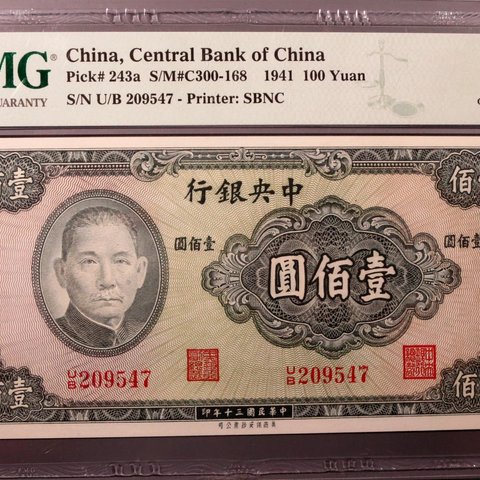 MG
UARANTY
China, Central Bank of China
Pick# 243a S/M#C300-168 1941 100 Yuan
S/N U/B 209547 - Printer: SBNC
壹
佰
中央銀行
壹佰圓
壹佰圓
壹佰圓
U/B 209547
U/B 209547
壹
佰
中華民國三十年印